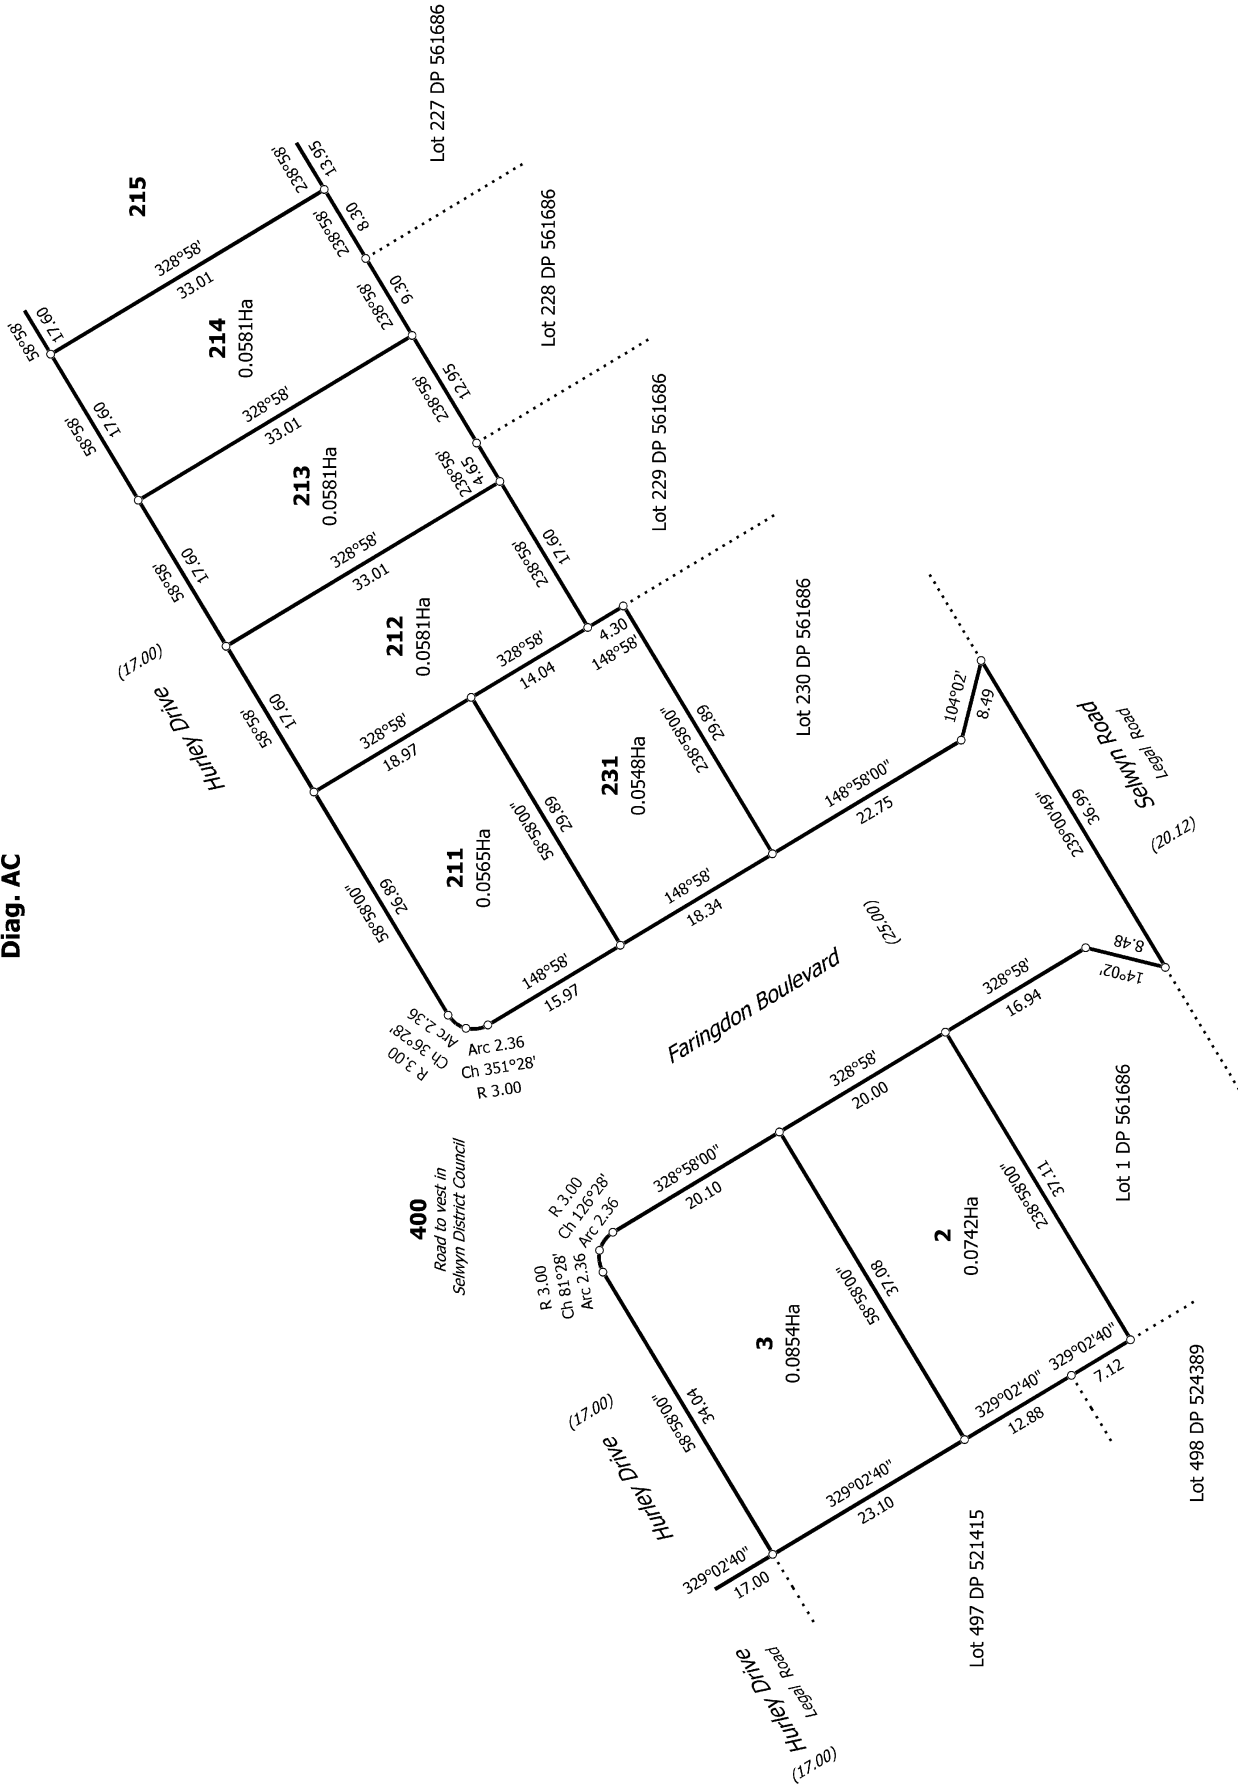 Diag. AC
215
Lot 227 DP 561686
58°58'
17.60
328°58'
33.01
238°58'
13.95
214
0.0581Ha
58°58'
17.60
238°58'
8.30
238°58'
9.30
Lot 228 DP 561686
328°58'
33.01
213
0.0581Ha
58°58'
17.60
238°58'
12.95
238°58'
4.65
Lot 229 DP 561686
328°58'
33.01
212
0.0581Ha
(17.00)
Hurley Drive
58°58'
17.60
238°58'
17.60
328°58'
18.97
328°58'
14.04
4.30
148°58'
Lot 230 DP 561686
211
0.0565Ha
58°58'00"
26.89
58°58'00"
29.89
231
0.0548Ha
238°58'00"
29.89
148°58'
15.97
148°58'
18.34
148°58'00"
22.75
104°02'
8.49
239°00'49"
36.99
Selwyn Road
Legal Road
(20.12)
Arc 2.36
Ch 36°28'
R 3.00
Arc 2.36
Ch 351°28'
R 3.00
Faringdon Boulevard
(25.00)
14°02'
8.48
328°58'
16.94
Lot 1 DP 561686
400
Road to vest in
Selwyn District Council
R 3.00
Ch 126°28'
Arc 2.36
R 3.00
Ch 81°28'
Arc 2.36
328°58'00"
20.10
328°58'
20.00
2
0.0742Ha
238°58'00"
37.11
3
0.0854Ha
58°58'00"
37.08
(17.00)
Hurley Drive
58°58'00"
34.04
329°02'40"
23.10
329°02'40"
12.88
329°02'40"
7.12
Lot 498 DP 524389
329°02'40"
17.00
Lot 497 DP 521415
Hurley Drive
Legal Road
(17.00)